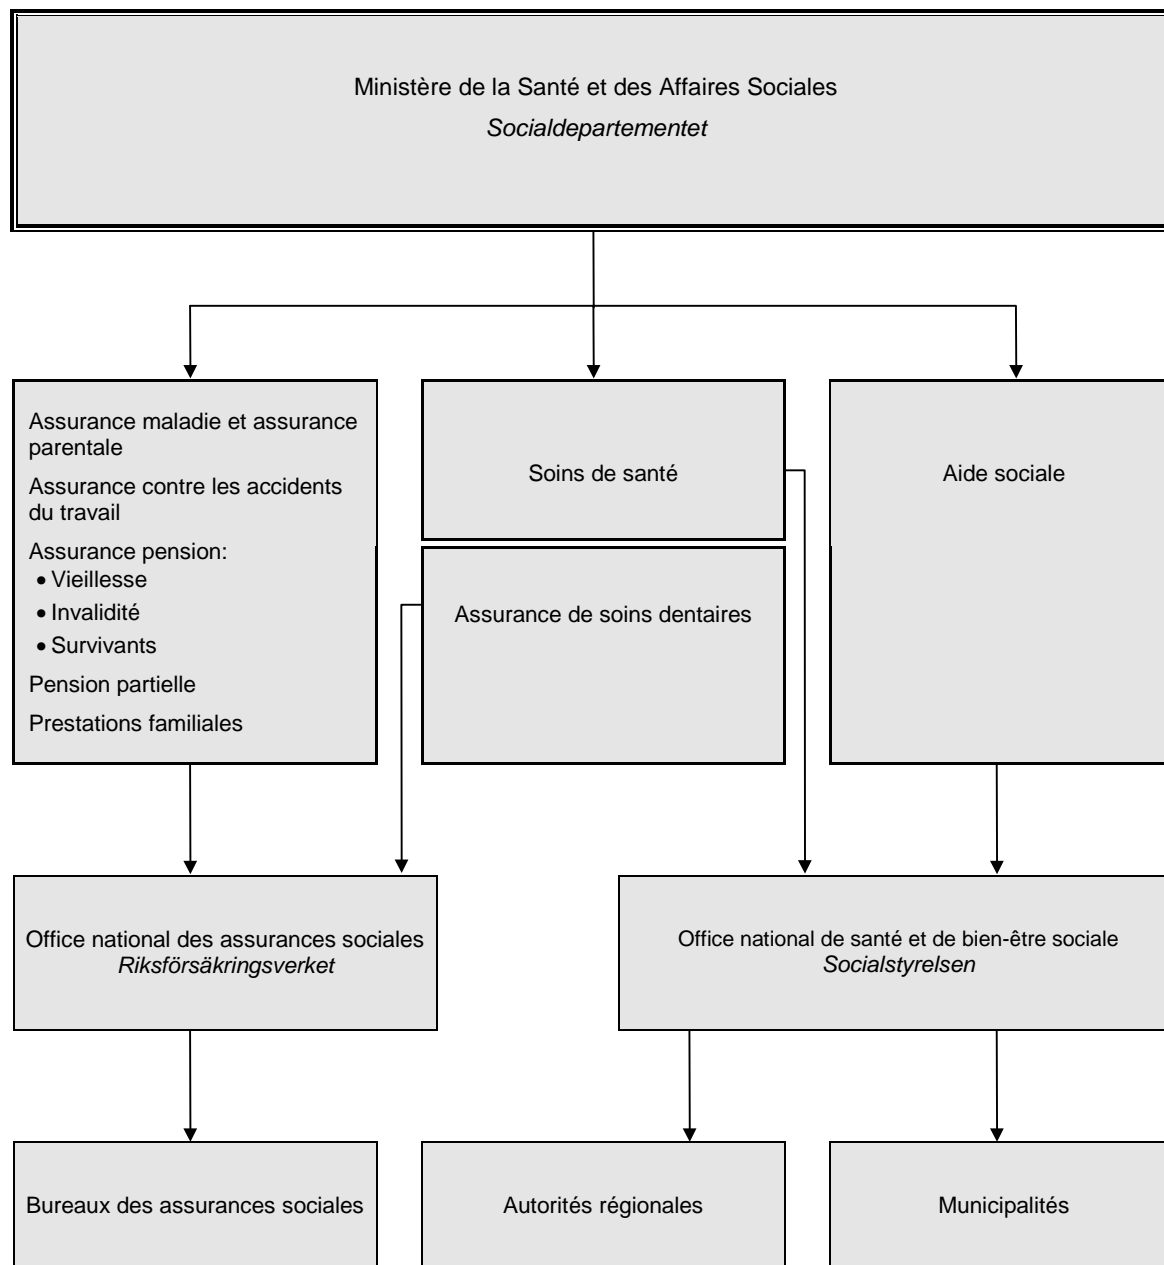 Ministère de la Santé et des Affaires Sociales
Socialdepartementet
Assurance maladie et assurance
parentale
Assurance contre les accidents
du travail
Assurance pension:
• Vieillesse
• Invalidité
• Survivants
Pension partielle
Prestations familiales
Soins de santé
Assurance de soins dentaires
Aide sociale
Office national des assurances sociales
Riksförsäkringsverket
Office national de santé et de bien-être sociale
Socialstyrelsen
Bureaux des assurances sociales
Autorités régionales
Municipalités